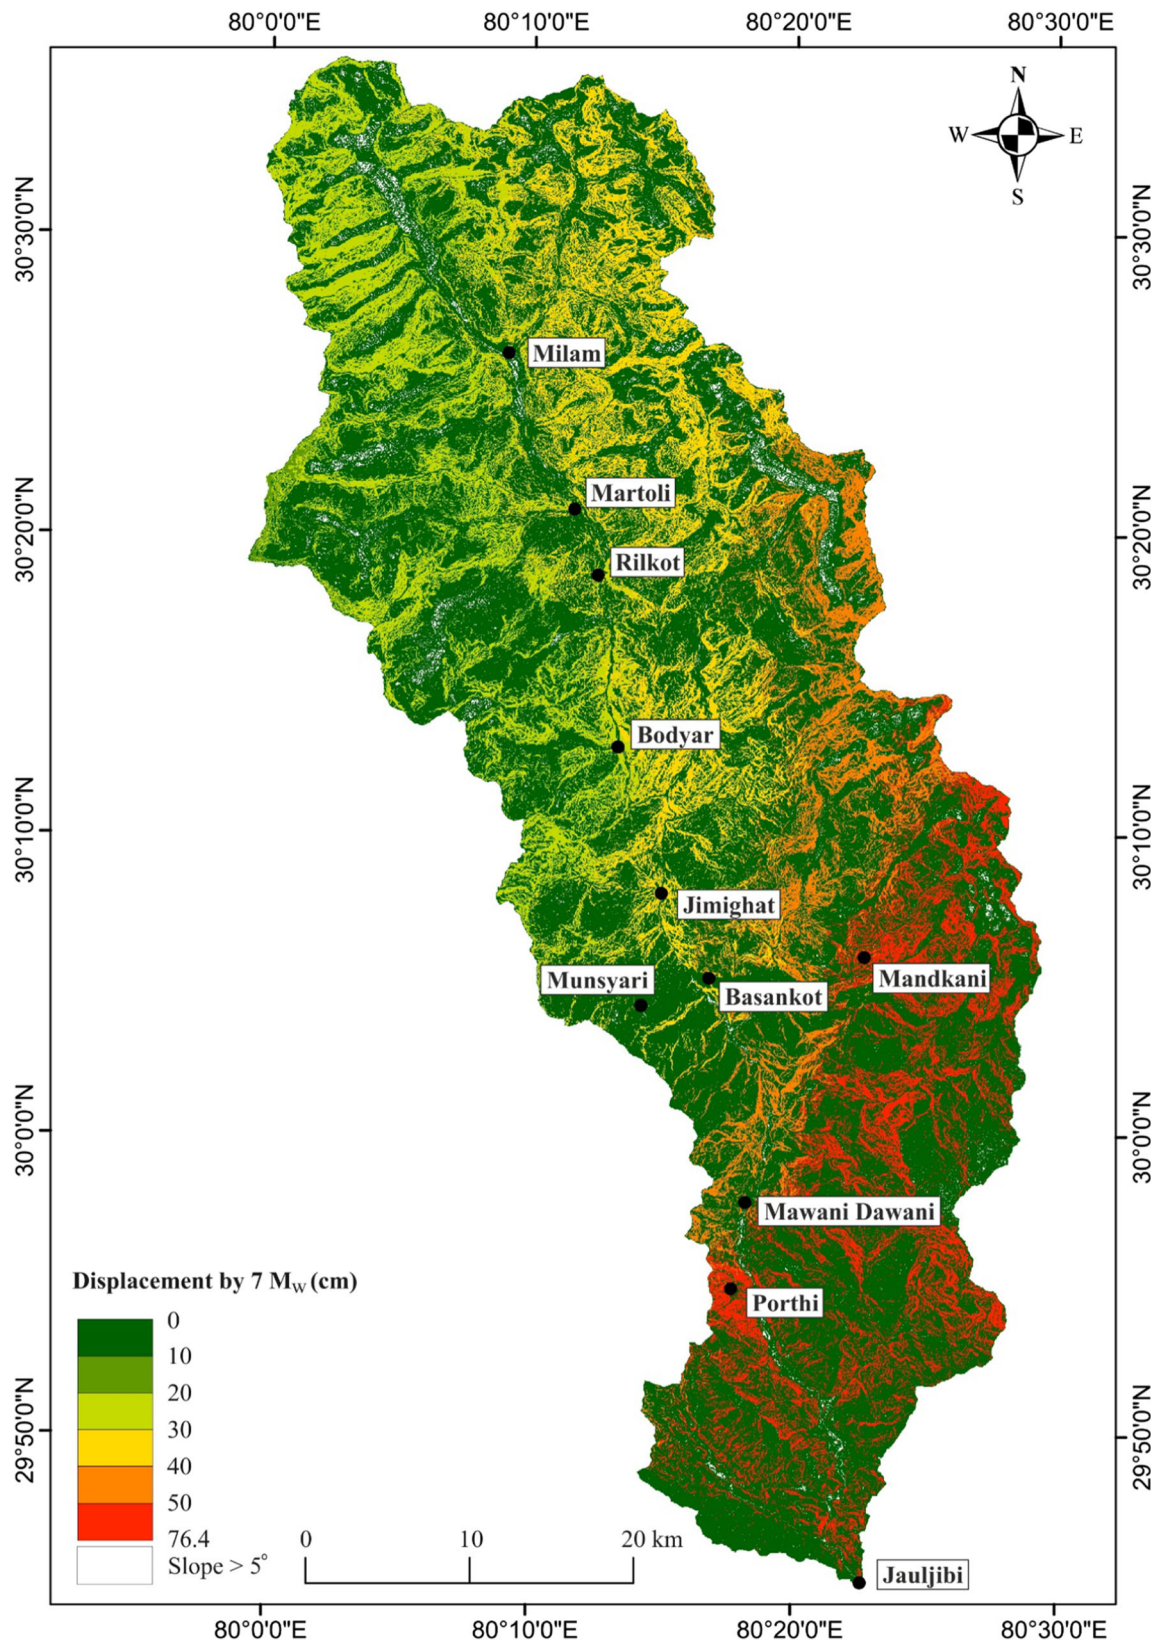 80°0'0"E 80°10'0"E 80°20'0"E 80°30'0"E
N
W E
S
30°30'0"N
30°30'0"N
Milam
Martoli
30°20'0"N
30°20'0"N
Rilkot
Bodyar
30°10'0"N
30°10'0"N
Jimighat
Munsyari
Mandkani
Basankot
30°0'0"N
30°0'0"N
Mawani Dawani
Porthi
Displacement by 7 Mw (cm)
0
10
20
30
40
50
76.4
Slope > 5°
29°50'0"N
29°50'0"N
0 10 20 km
Jauljibi
80°0'0"E 80°10'0"E 80°20'0"E 80°30'0"E